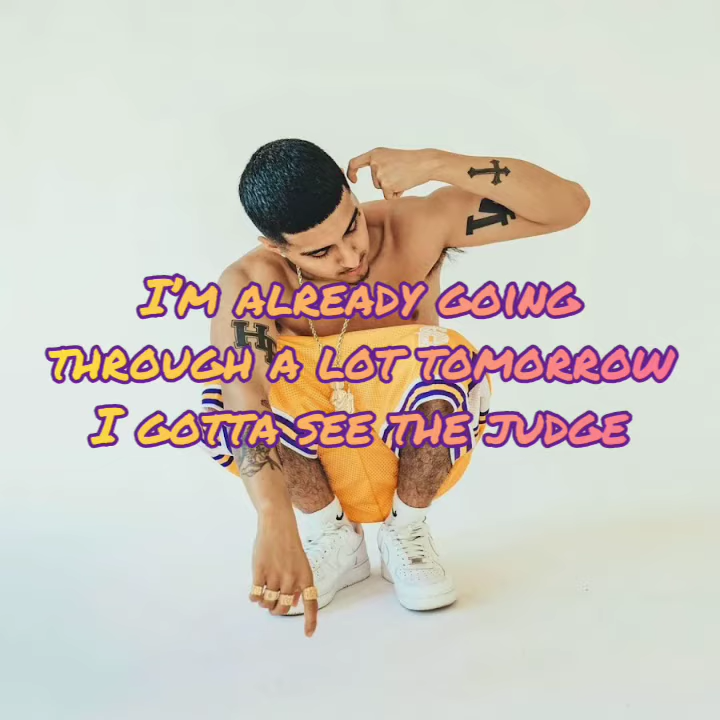 I'm already going
through a lot tomorrow
I gotta see the judge